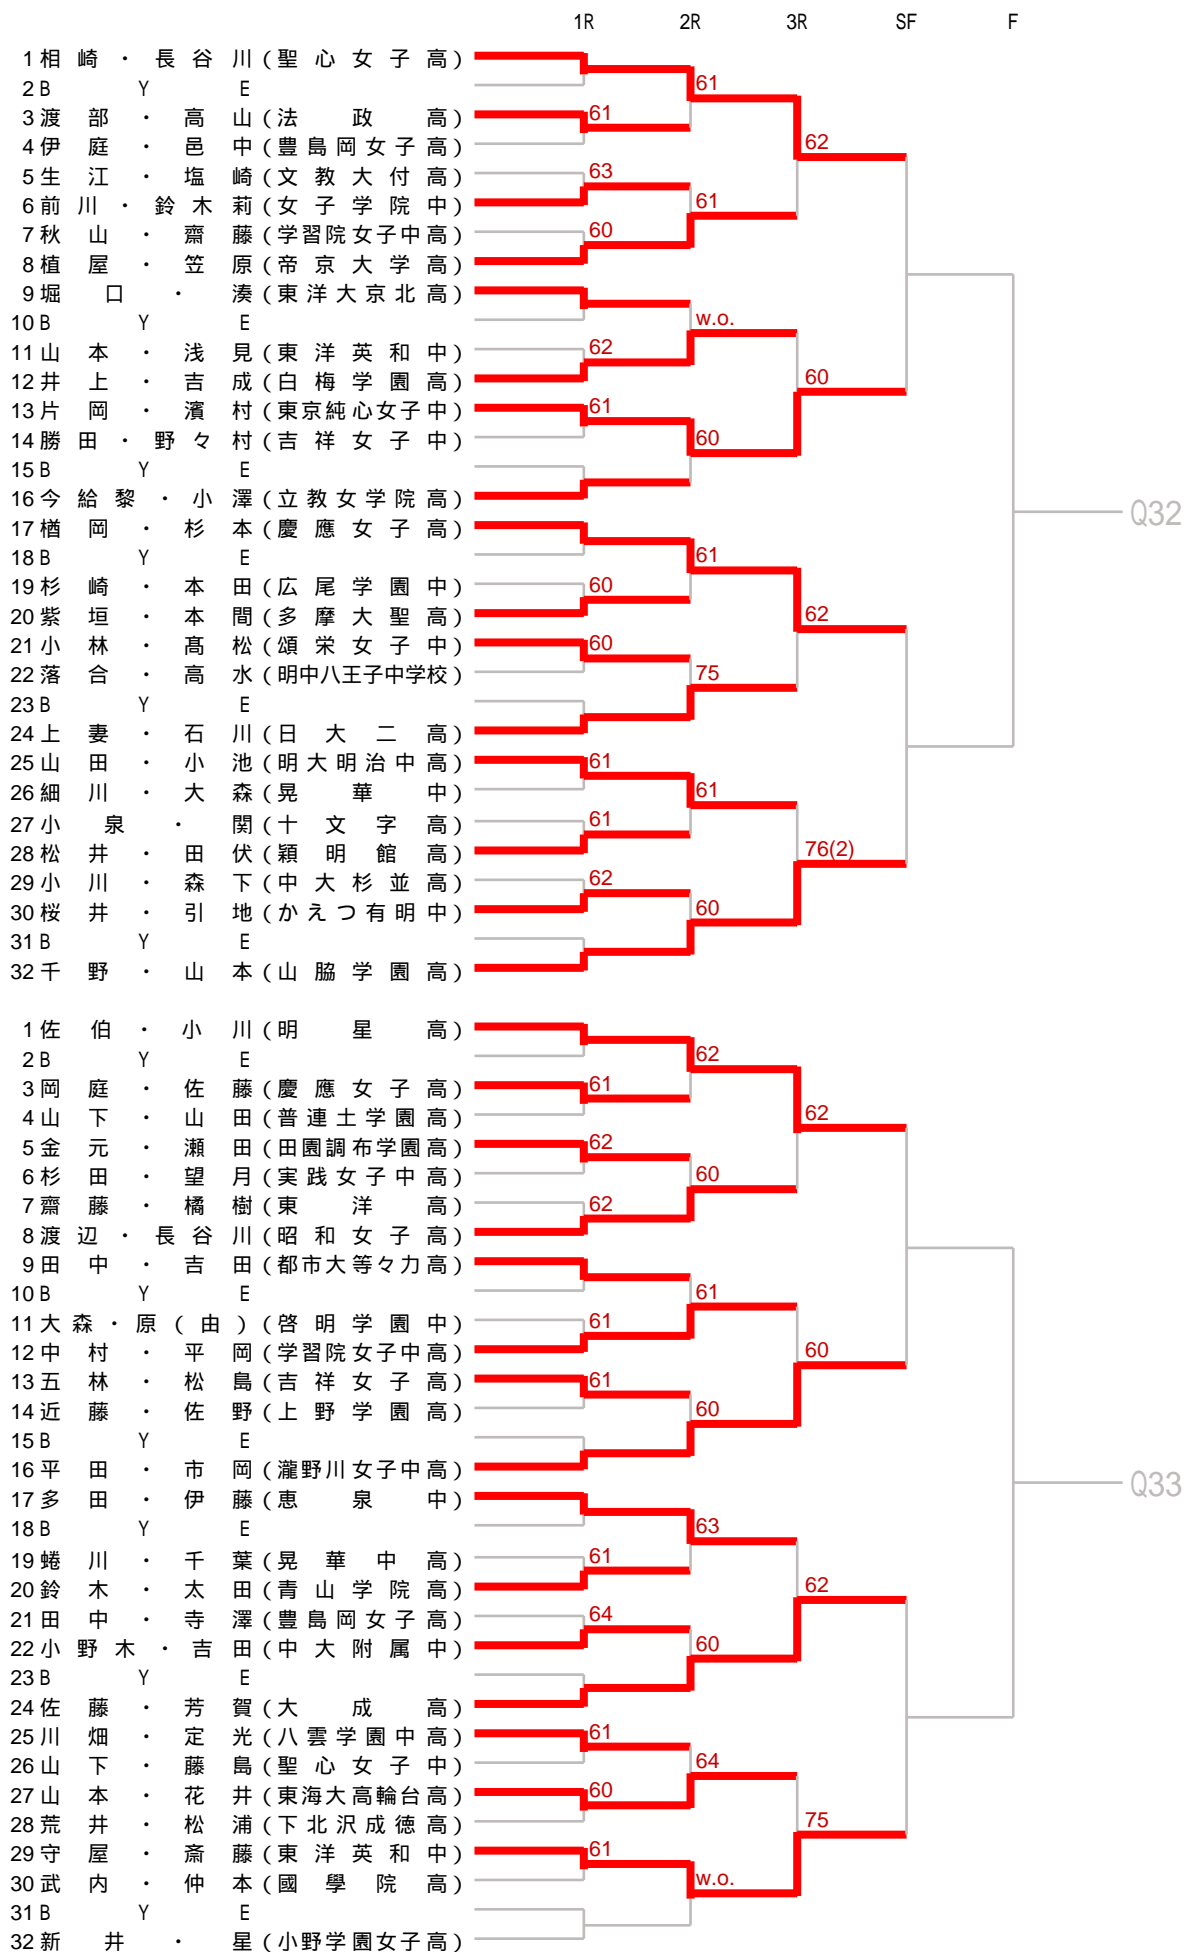 1R 2R 3R SF F
1 相崎・長谷川(聖心女子高)
2 BYE
61
3 渡部・高山(法政高) 61
4 伊庭・邑中(豊島岡女子高)
62
5 生江・塩崎(文教大付高) 63
6 前川・鈴木莉(女子学院中)
61
7 秋山・齋藤(学習院女子中高) 60
8 植屋・笠原(帝京大学高)
9 堀口・湊(東洋大京北高)
10 BYE
w.o.
11 山本・浅見(東洋英和中) 62
12 井上・吉成(白梅学園高)
60
13 片岡・濱村(東京純心女子中) 61
14 勝田・野々村(吉祥女子中)
60
15 BYE
16 今給黎・小澤(立教女学院高)
Q32
17 楢岡・杉本(慶應女子高)
18 BYE
61
19 杉崎・本田(広尾学園中) 60
20 紫垣・本間(多摩大聖高)
62
21 小林・髙松(頌栄女子中) 60
22 落合・高水(明中八王子中学校)
75
23 BYE
24 上妻・石川(日大二高)
25 山田・小池(明大明治中高) 61
26 細川・大森(晃華中)
61
27 小泉・関(十文字高) 61
28 松井・田伏(穎明館高)
76(2)
29 小川・森下(中大杉並高) 62
30 桜井・引地(かえつ有明中)
60
31 BYE
32 千野・山本(山脇学園高)
1 佐伯・小川(明星高)
2 BYE
62
3 岡庭・佐藤(慶應女子高) 61
4 山下・山田(普連土学園高)
62
5 金元・瀬田(田園調布学園高) 62
6 杉田・望月(実践女子中高)
60
7 齋藤・橘樹(東洋高) 62
8 渡辺・長谷川(昭和女子高)
9 田中・吉田(都市大等々力高)
10 BYE
61
11 大森・原(由)(啓明学園中) 61
12 中村・平岡(学習院女子中高)
60
13 五林・松島(吉祥女子高) 61
14 近藤・佐野(上野学園高)
60
15 BYE
16 平田・市岡(瀧野川女子中高)
Q33
17 多田・伊藤(恵泉中)
18 BYE
63
19 蜷川・千葉(晃華中高) 61
20 鈴木・太田(青山学院高)
62
21 田中・寺澤(豊島岡女子高) 64
22 小野木・吉田(中大附属中)
60
23 BYE
24 佐藤・芳賀(大成高)
25 川畑・定光(八雲学園中高) 61
26 山下・藤島(聖心女子中)
64
27 山本・花井(東海大高輪台高) 60
28 荒井・松浦(下北沢成徳高)
75
29 守屋・斎藤(東洋英和中) 61
30 武内・仲本(國學院高)
w.o.
31 BYE
32 新井・星(小野学園女子高)